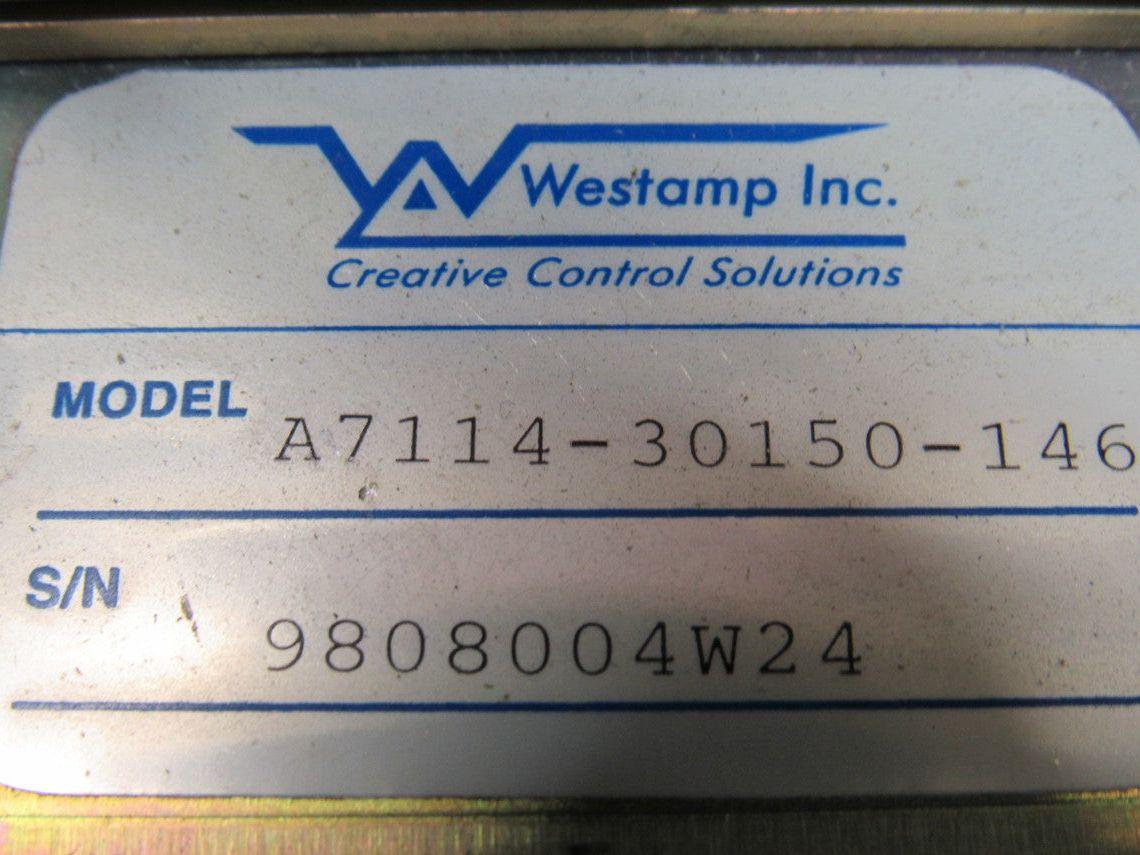 Westamp Inc.
Creative Control Solutions
MODEL A7114-30150-146
S/N 9808004W24